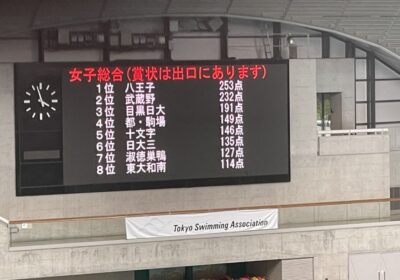 女子総合(賞状は出口にあります)
1位 八王子 253点
2位 武蔵野 232点
3位 目黒日大 191点
4位 都・駒場 149点
5位 十文字 146点
6位 日大三 135点
7位 淑徳巣鴨 127点
8位 東大和南 114点
Tokyo Swimming Association